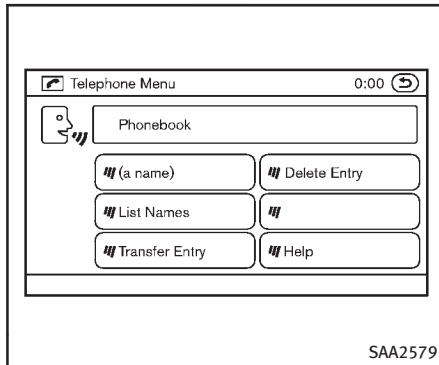 Telephone Menu 0:00
Phonebook
(a name) Delete Entry
List Names
Transfer Entry Help
SAA2579